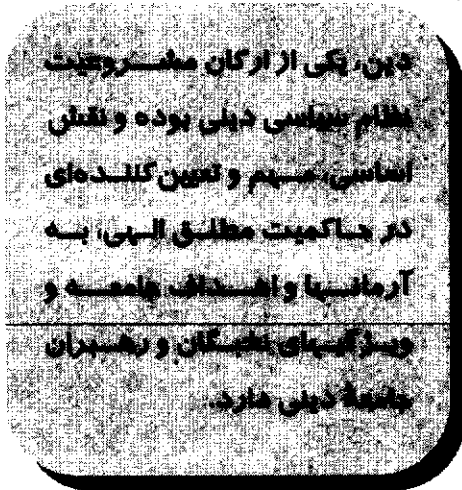 دین، یکی از ارکان مشروعیت
نظام سیاسی دینی بوده و نقش
اساسی، مهم و تعیین کننده‌ای
در حاکمیت مطلق الهی، به
آرمانها و اهداف جامعه و
ویژگیهای نخبگان و رهبران
جامعهٔ دینی دارد.